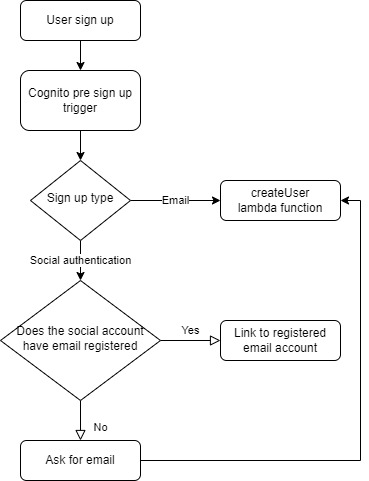 User sign up
Cognito pre sign up
trigger
Sign up type
Email
createUser
lambda function
Social authentication
Does the social account
have email registered
Yes
Link to registered
email account
No
Ask for email